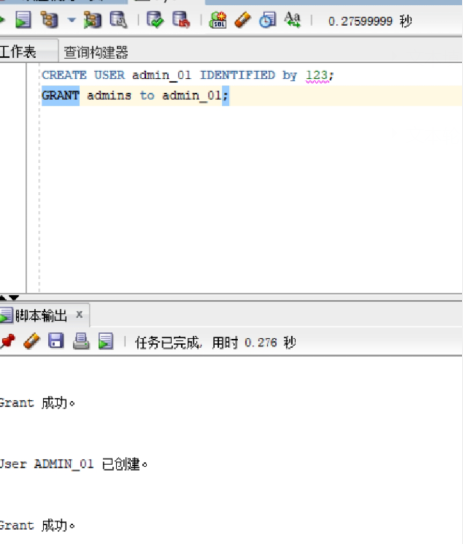 0.27599999 秒
工作表 查询构建器
CREATE USER admin_01 IDENTIFIED by 123;
GRANT admins to admin_01;
脚本输出 x
任务已完成, 用时 0.276 秒
Grant 成功。
User ADMIN_01 已创建。
Grant 成功。